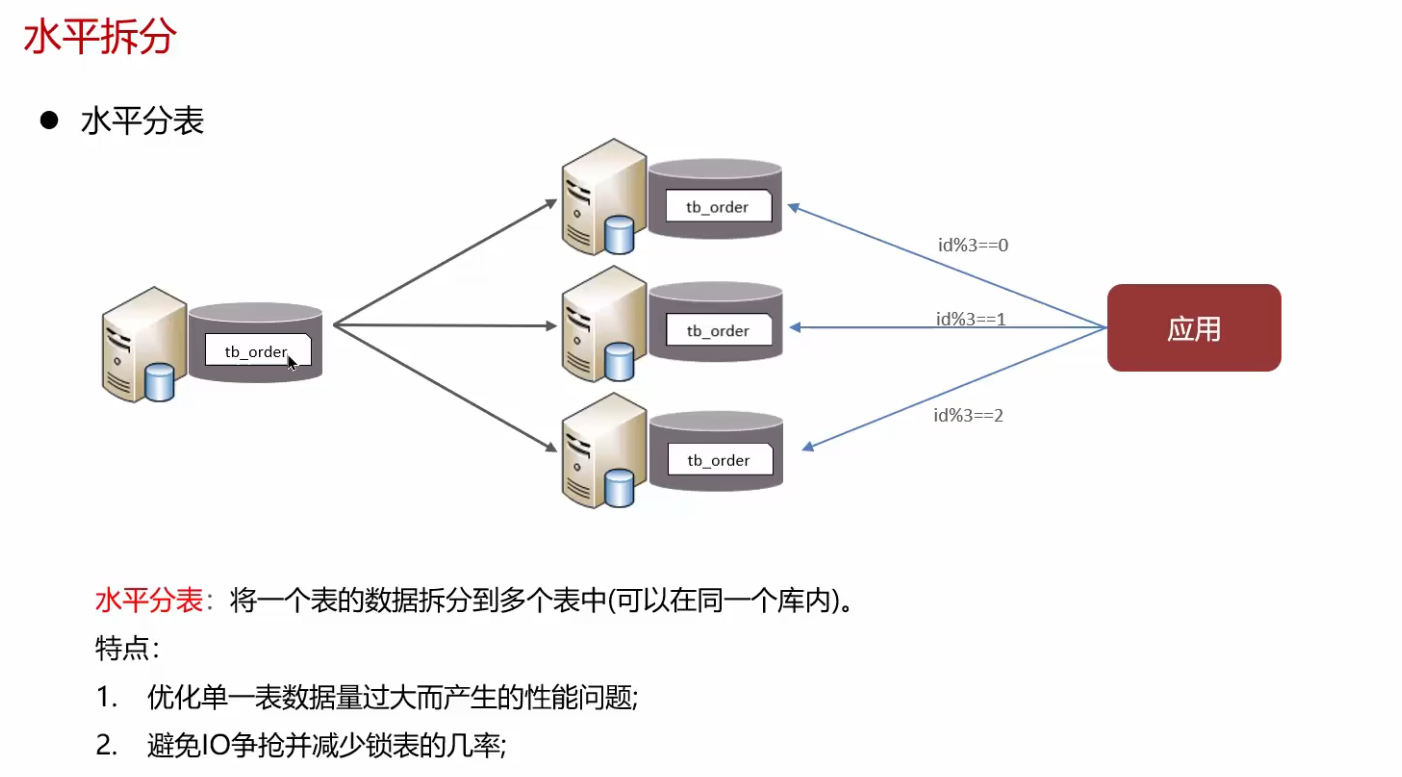 水平拆分
● 水平分表
tb_order
tb_order
tb_order
tb_order
id%3==0
id%3==1
id%3==2
应用
水平分表：将一个表的数据拆分到多个表中(可以在同一个库内)。
特点：
1. 优化单一表数据量过大而产生的性能问题;
2. 避免IO争抢并减少锁表的几率;